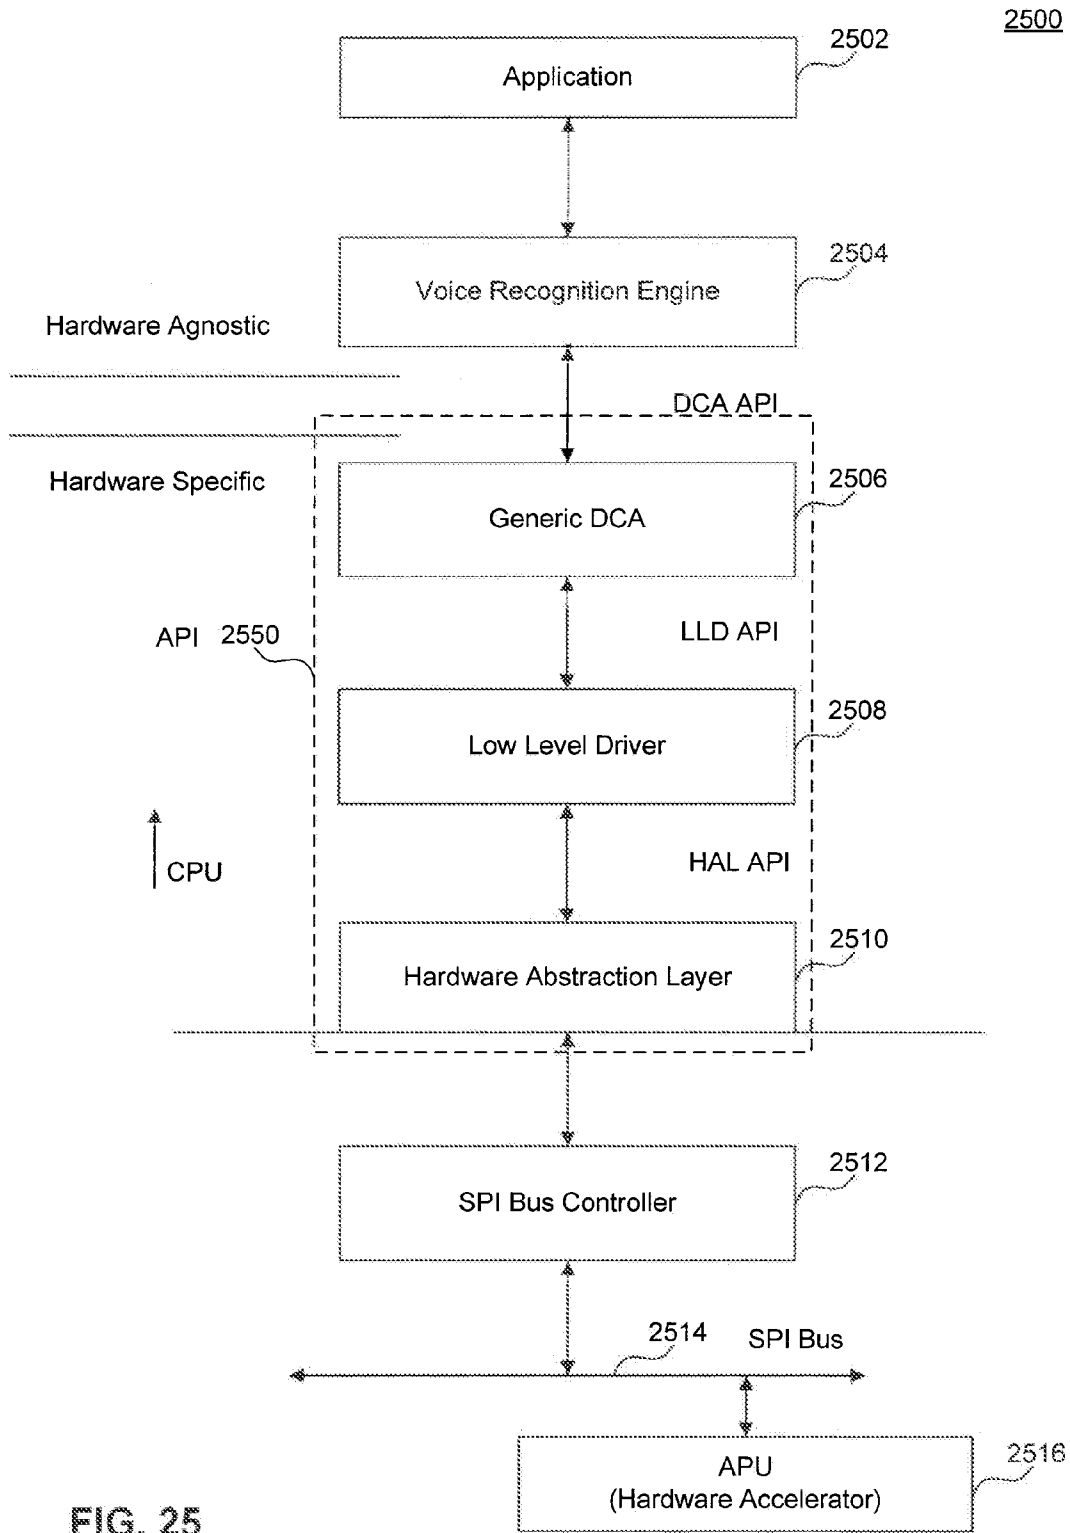 2500
2502
Application
2504
Voice Recognition Engine
Hardware Agnostic
DCA API
Hardware Specific
2506
Generic DCA
API 2550
LLD API
2508
Low Level Driver
HAL API
CPU
2510
Hardware Abstraction Layer
2512
SPI Bus Controller
2514
SPI Bus
2516
APU
(Hardware Accelerator)
FIG. 25